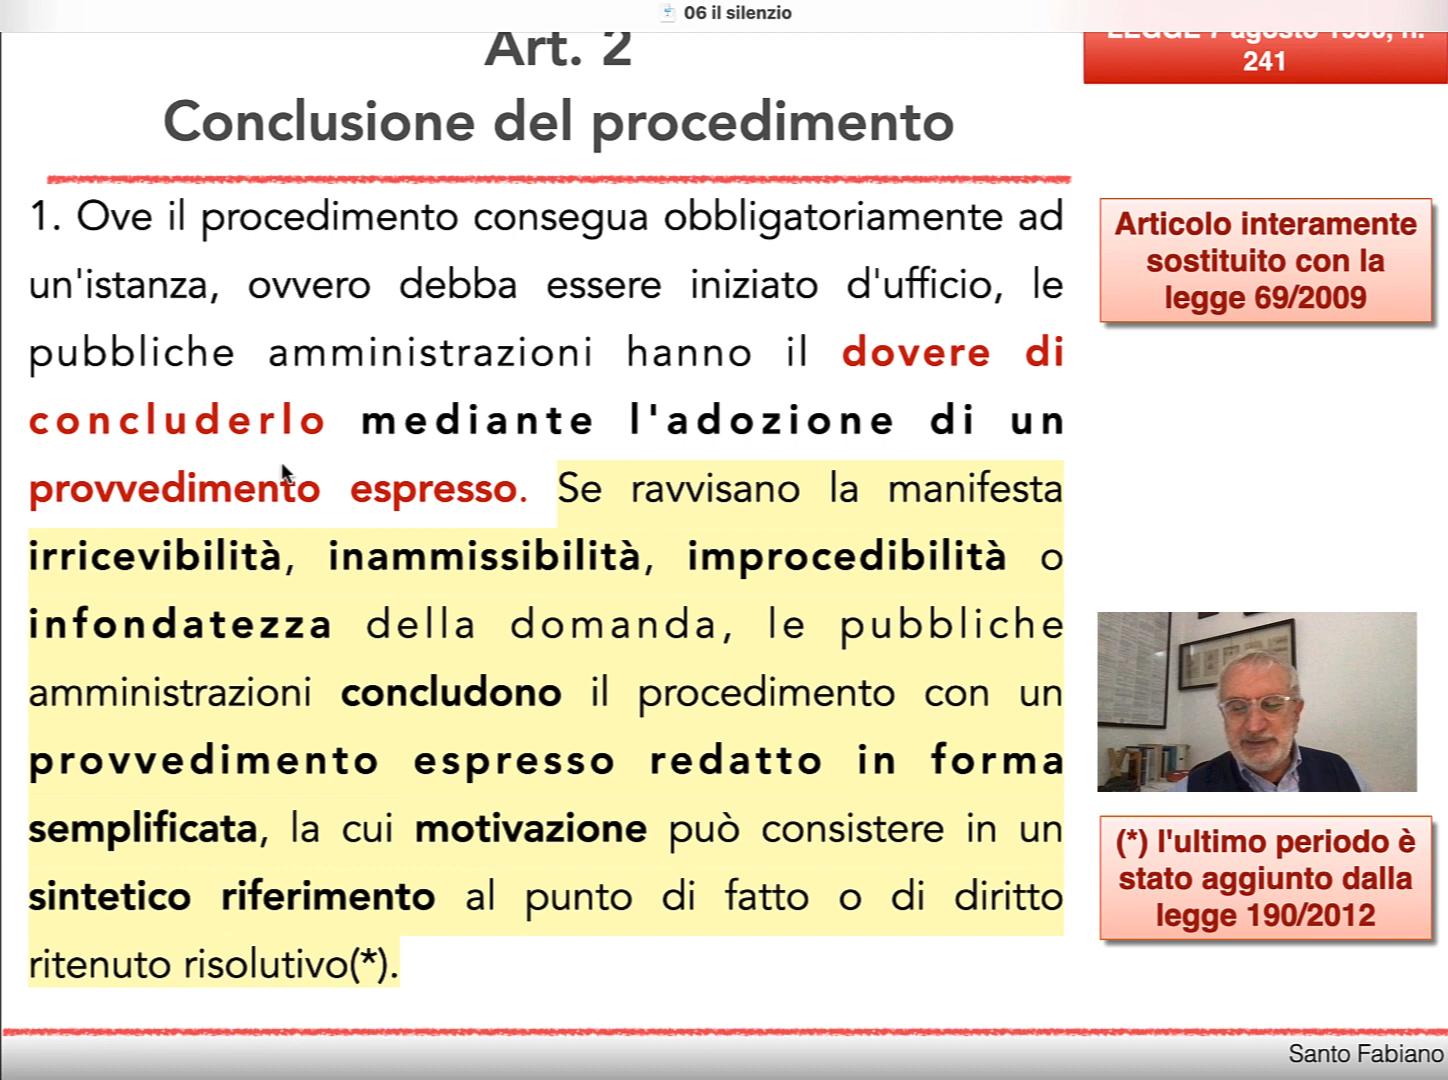 06 il silenzio
Art. 2
LEGGE 7 agosto 1990, n.
241
Conclusione del procedimento
1. Ove il procedimento consegua obbligatoriamente ad
un'istanza, ovvero debba essere iniziato d'ufficio, le
pubbliche amministrazioni hanno il dovere di
concluderlo mediante l'adozione di un
provvedimento espresso. Se ravvisano la manifesta
irricevibilità, inammissibilità, improcedibilità o
infondatezza della domanda, le pubbliche
amministrazioni concludono il procedimento con un
provvedimento espresso redatto in forma
semplificata, la cui motivazione può consistere in un
sintetico riferimento al punto di fatto o di diritto
ritenuto risolutivo(*).
Articolo interamente
sostituito con la
legge 69/2009
(*) l'ultimo periodo è
stato aggiunto dalla
legge 190/2012
Santo Fabiano